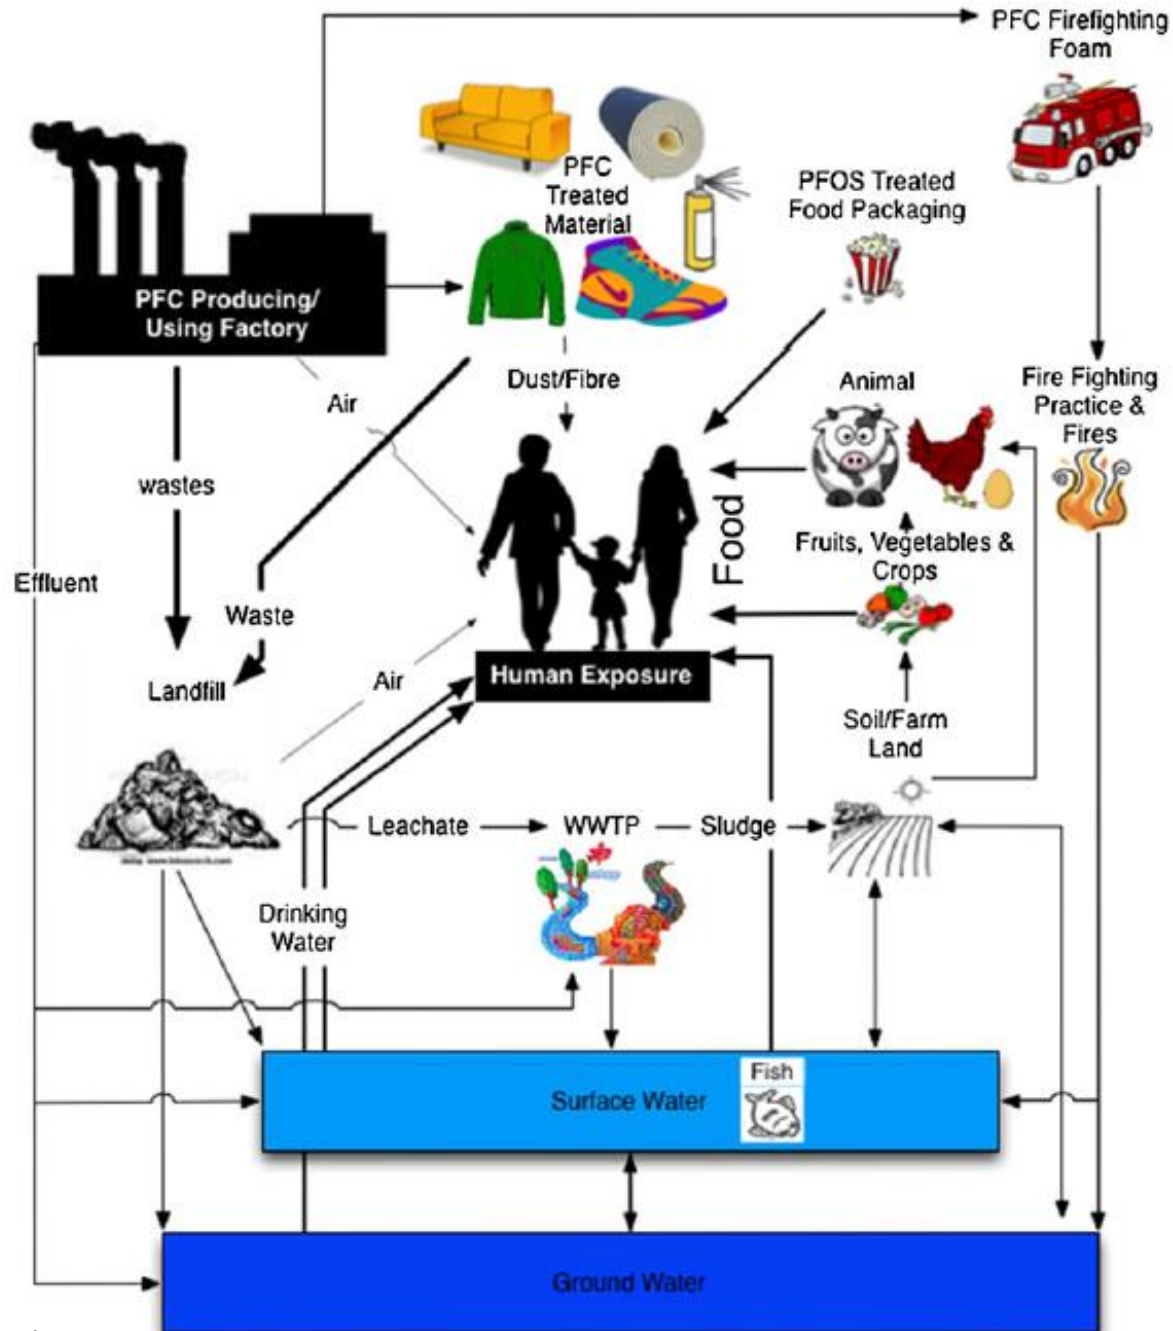 PFC Firefighting
Foam
PFC
Treated
Material
PFOS Treated
Food Packaging
PFC Producing/
Using Factory
Dust/Fibre
Animal
Fire Fighting
Practice &
Fires
Air
wastes
Food
Fruits, Vegetables &
Crops
Effluent
Waste
Landfill
Air
Human Exposure
Soil/Farm
Land
Leachate
WWTP
Sludge
Drinking
Water
Fish
Surface Water
Ground Water